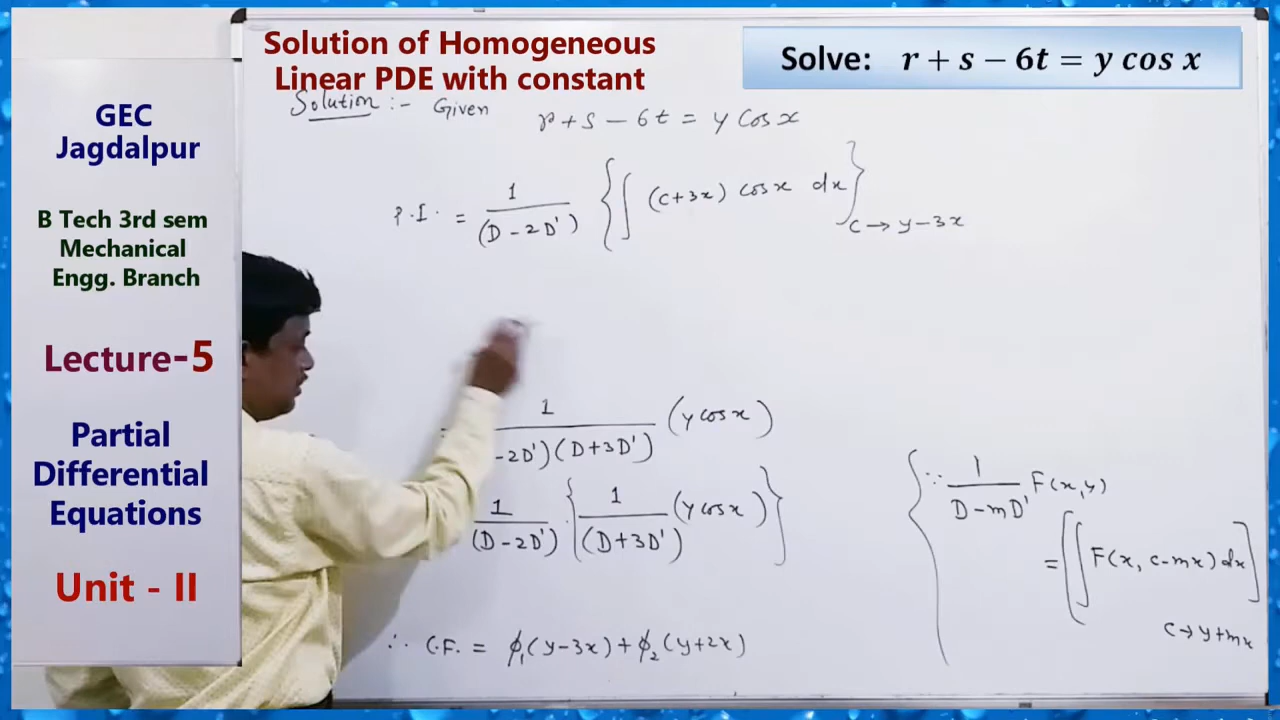 GEC
Jagdalpur
B Tech 3rd sem
Mechanical
Engg. Branch
Lecture-5
Partial
Differential
Equations
Unit - II
Solution of Homogeneous
Linear PDE with constant
Solve: r + s − 6t = y cos x
Solution :- Given r + s − 6t = y Cos x
P.I. = 1/(D − 2D') { ∫ (c+3x) cos x dx } c → y − 3x
1/(−2D')(D + 3D') (y cos x)
1/(D − 2D') · { 1/(D + 3D') (y cos x) }
∴ C.F. = ϕ₁(y − 3x) + ϕ₂(y + 2x)
{ ∵ 1/(D − mD') F(x, y)
= [ ∫ F(x, c − mx) dx ]
c → y + mx